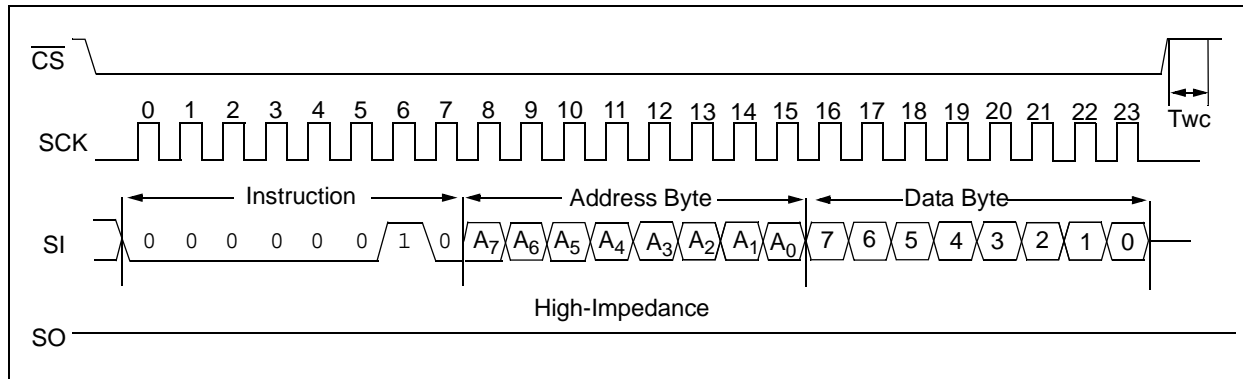 CS
0 1 2 3 4 5 6 7 8 9 10 11 12 13 14 15 16 17 18 19 20 21 22 23
Twc
SCK
Instruction Address Byte Data Byte
SI 0 0 0 0 0 0 1 0 A7 A6 A5 A4 A3 A2 A1 A0 7 6 5 4 3 2 1 0
High-Impedance
SO